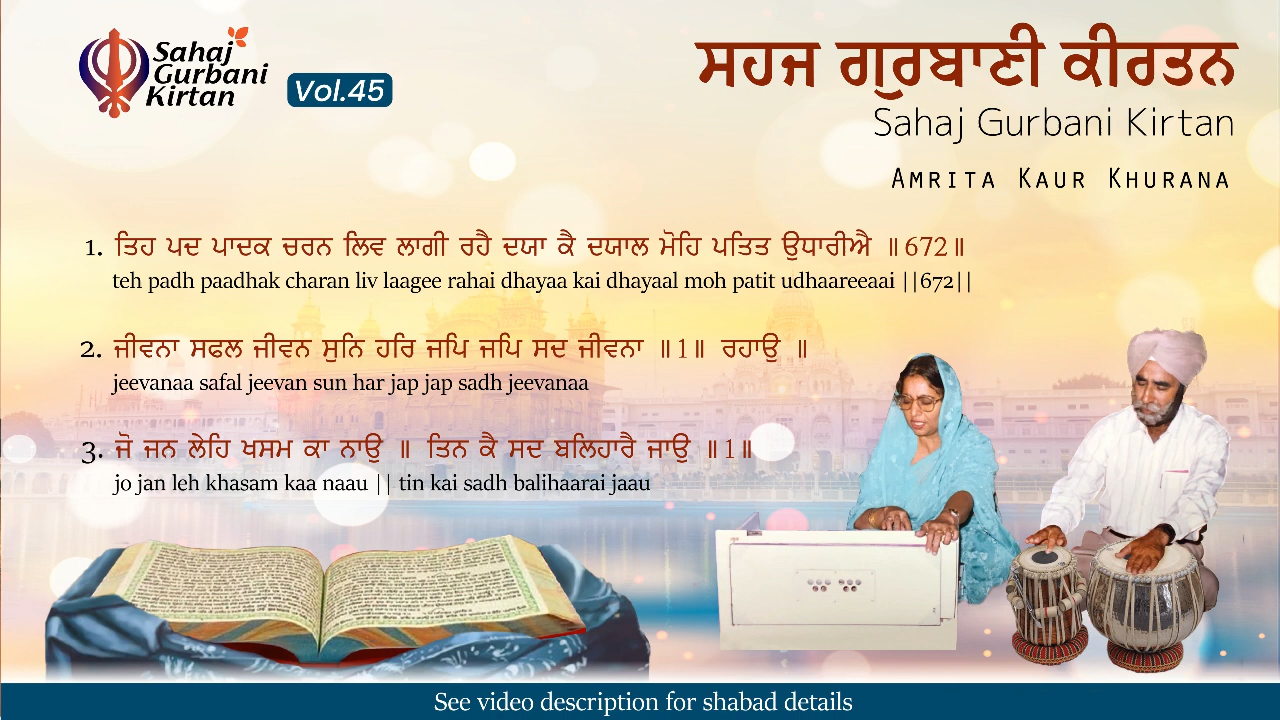 Sahaj
Gurbani
Kirtan
Vol.45
ਸਹਜ ਗੁਰਬਾਣੀ ਕੀਰਤਨ
Sahaj Gurbani Kirtan
AMRITA KAUR KHURANA
1. ਤਿਹ ਪਦ ਪਾਦਕ ਚਰਨ ਲਿਵ ਲਾਗੀ ਰਹੈ ਦਯਾ ਕੈ ਦਯਾਲ ਮੋਹਿ ਪਤਿਤ ਉਧਾਰੀਐ ॥672॥
teh padh paadhak charan liv laagee rahai dhayaa kai dhayaal moh patit udhaareeaai ||672||
2. ਜੀਵਨਾ ਸਫਲ ਜੀਵਨ ਸੁਨਿ ਹਰਿ ਜਪਿ ਜਪਿ ਸਦ ਜੀਵਨਾ ॥1॥ ਰਹਾਉ ॥
jeevanaa safal jeevan sun har jap jap sadh jeevanaa
3. ਜੋ ਜਨ ਲੇਹਿ ਖਸਮ ਕਾ ਨਾਉ ॥ ਤਿਨ ਕੈ ਸਦ ਬਲਿਹਾਰੈ ਜਾਉ ॥1॥
jo jan leh khasam kaa naau || tin kai sadh balihaarai jaau
See video description for shabad details